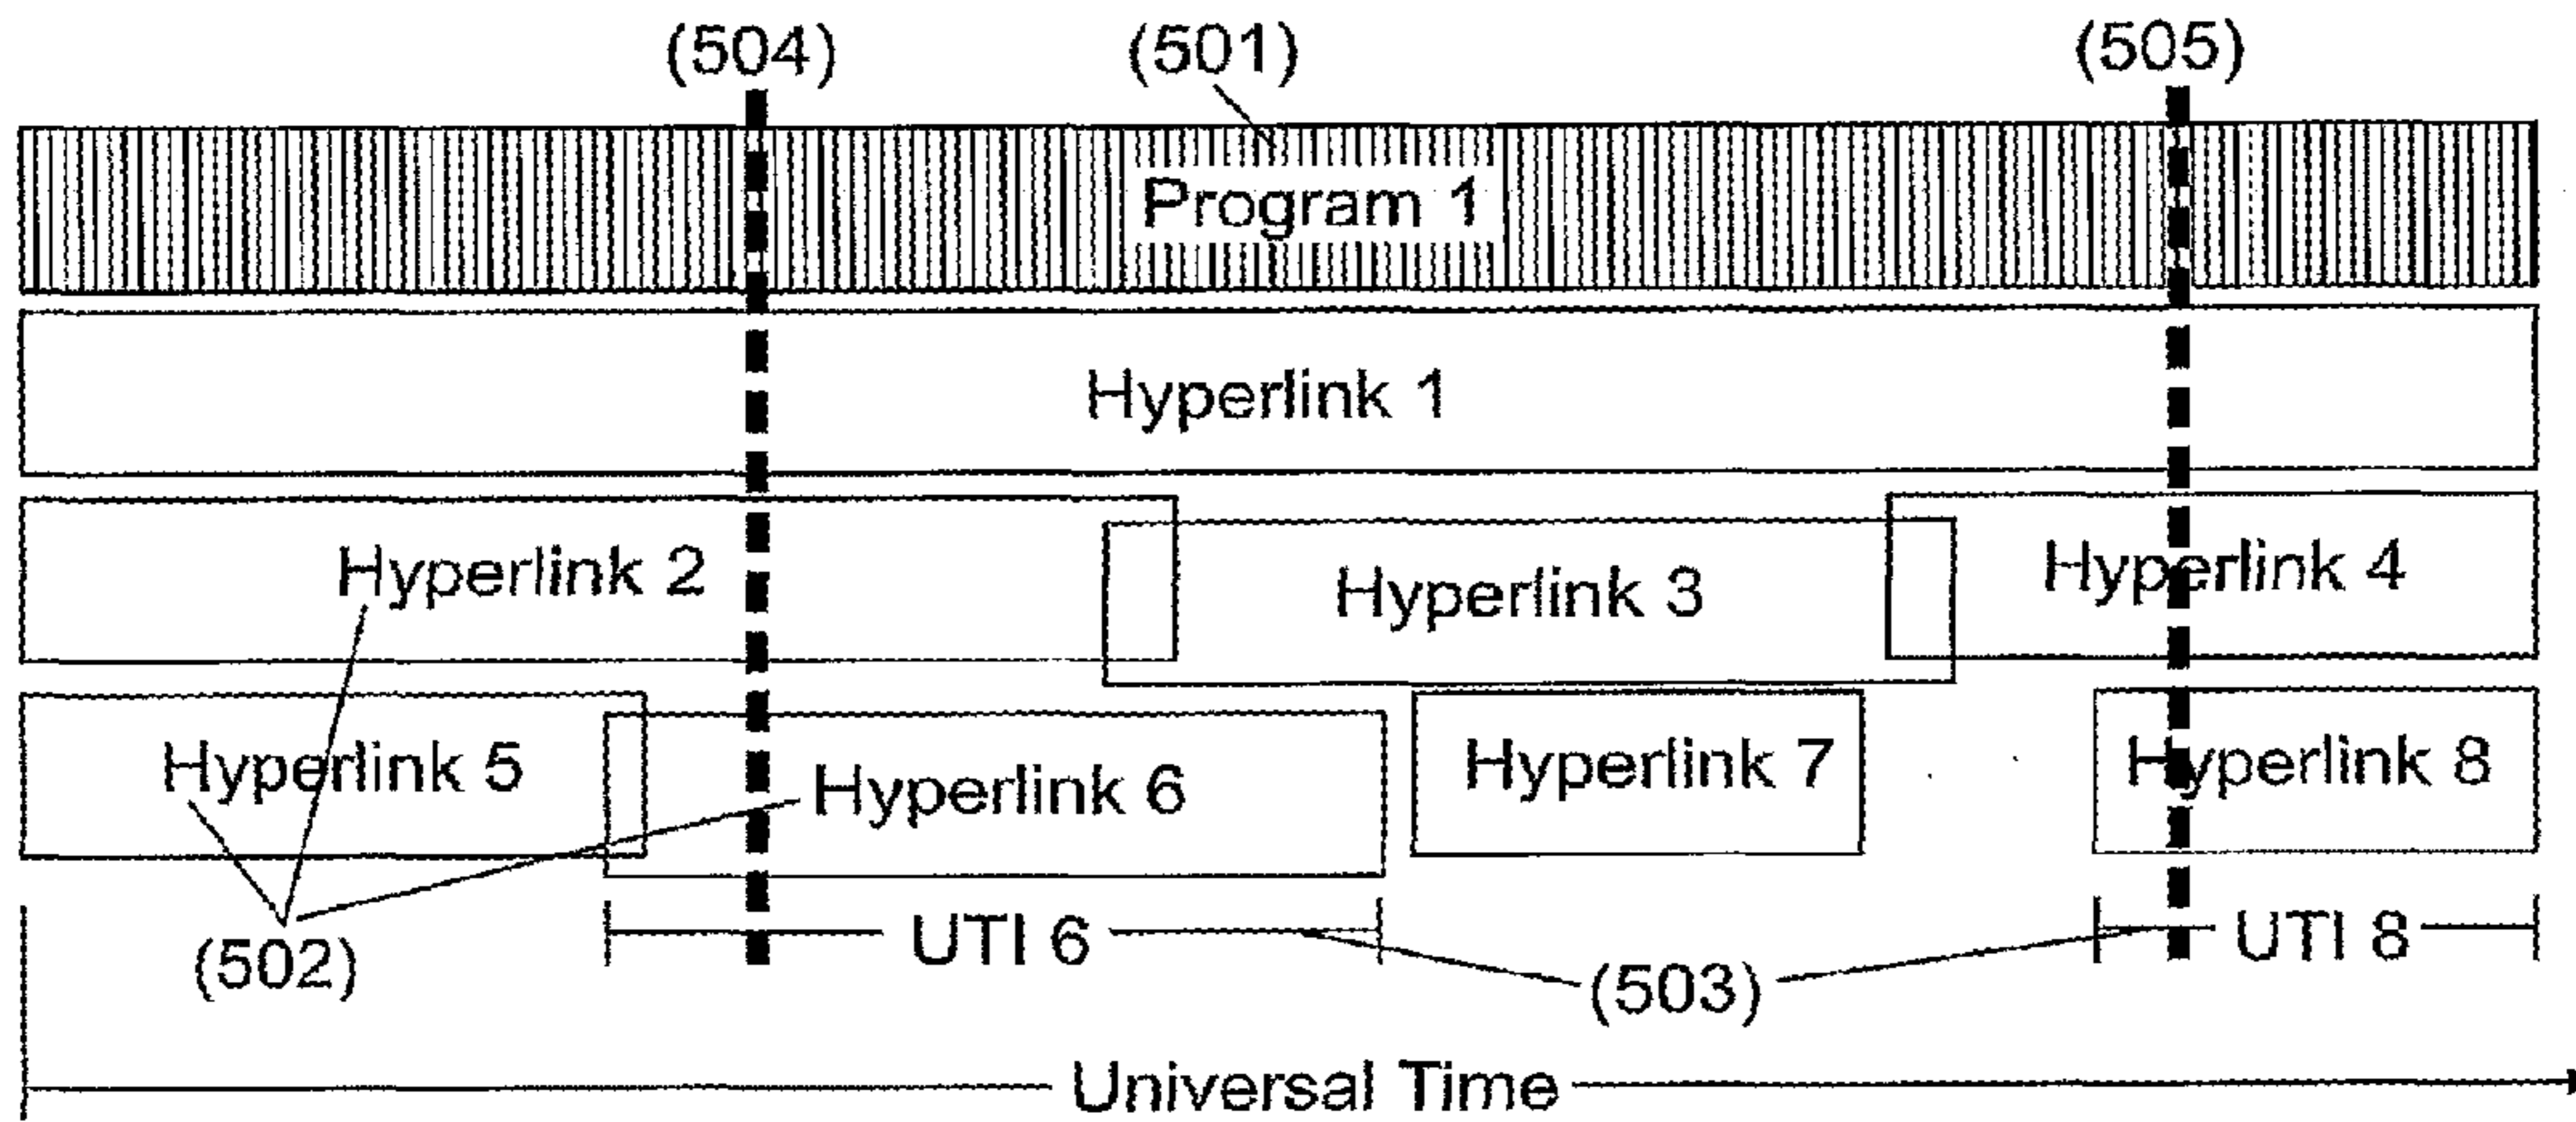 (504) (501) (505)
Program 1
Hyperlink 1
Hyperlink 2 Hyperlink 3 Hyperlink 4
Hyperlink 5 Hyperlink 6 Hyperlink 7 Hyperlink 8
(502) UTI 6 (503) UTI 8
Universal Time